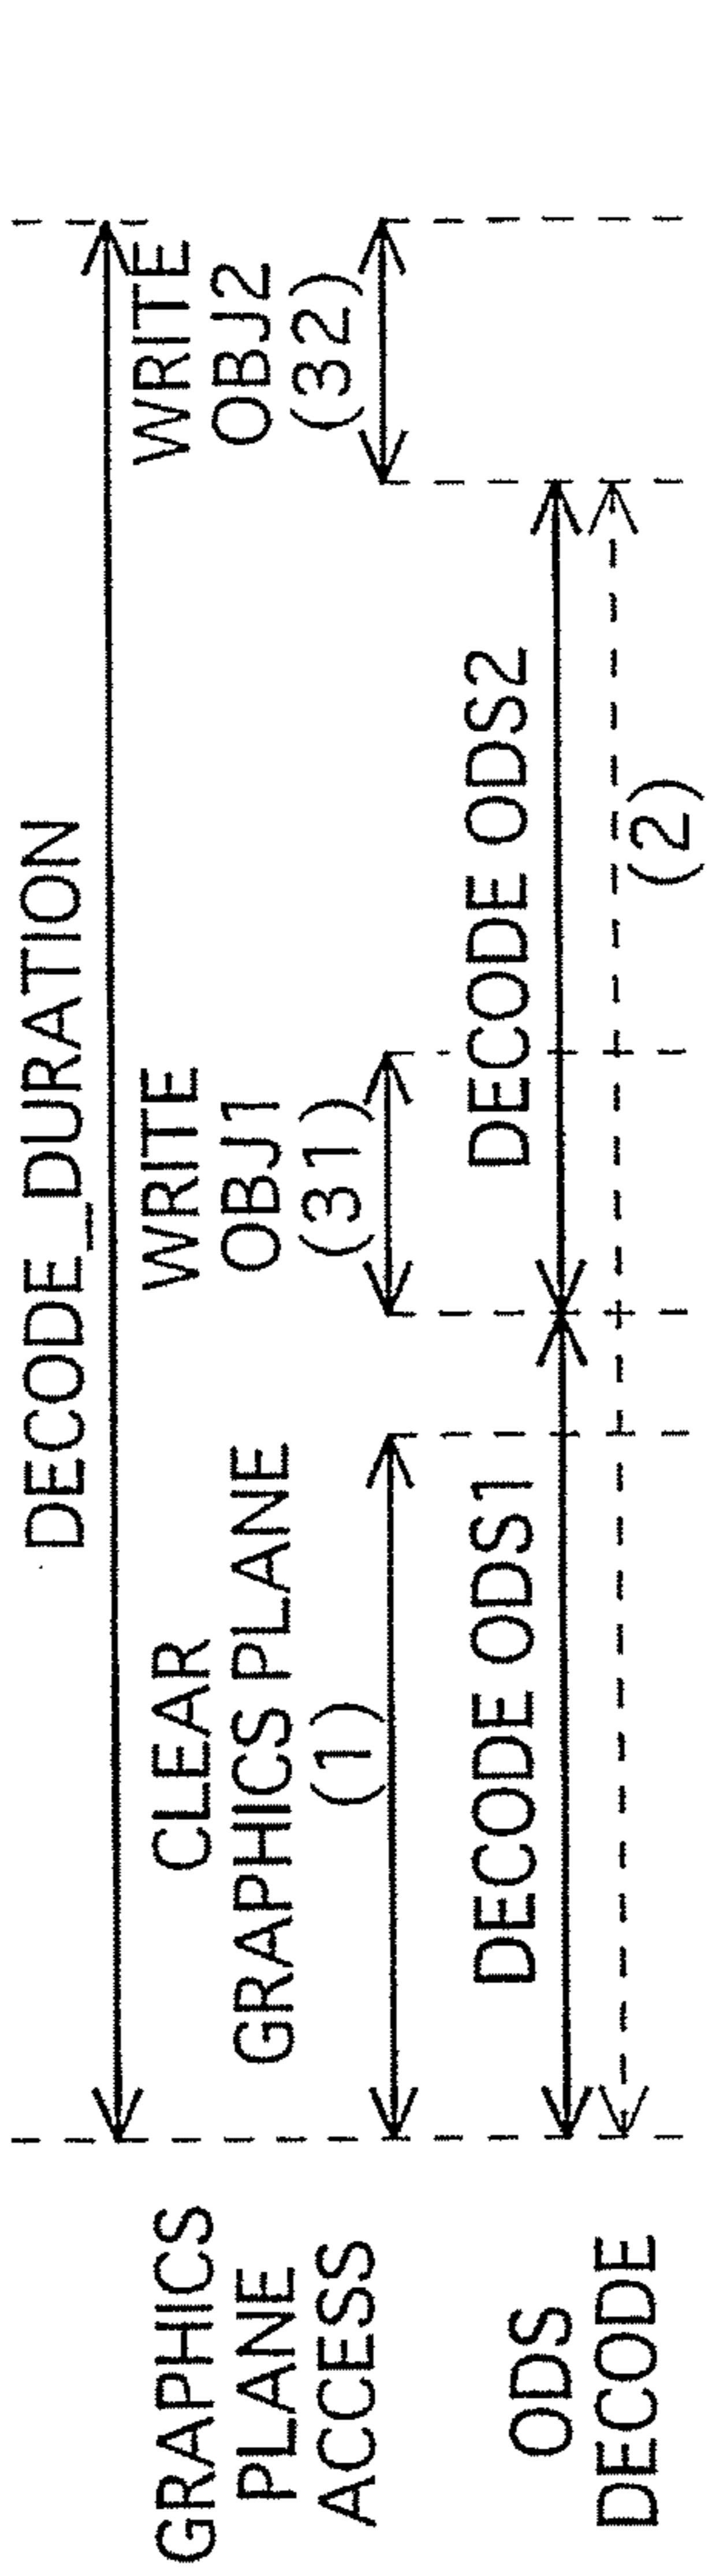 DECODE_DURATION
GRAPHICS
PLANE
ACCESS
CLEAR
GRAPHICS PLANE
(1)
WRITE
OBJ1
(31)
WRITE
OBJ2
(32)
ODS
DECODE
DECODE ODS1
DECODE ODS2
(2)